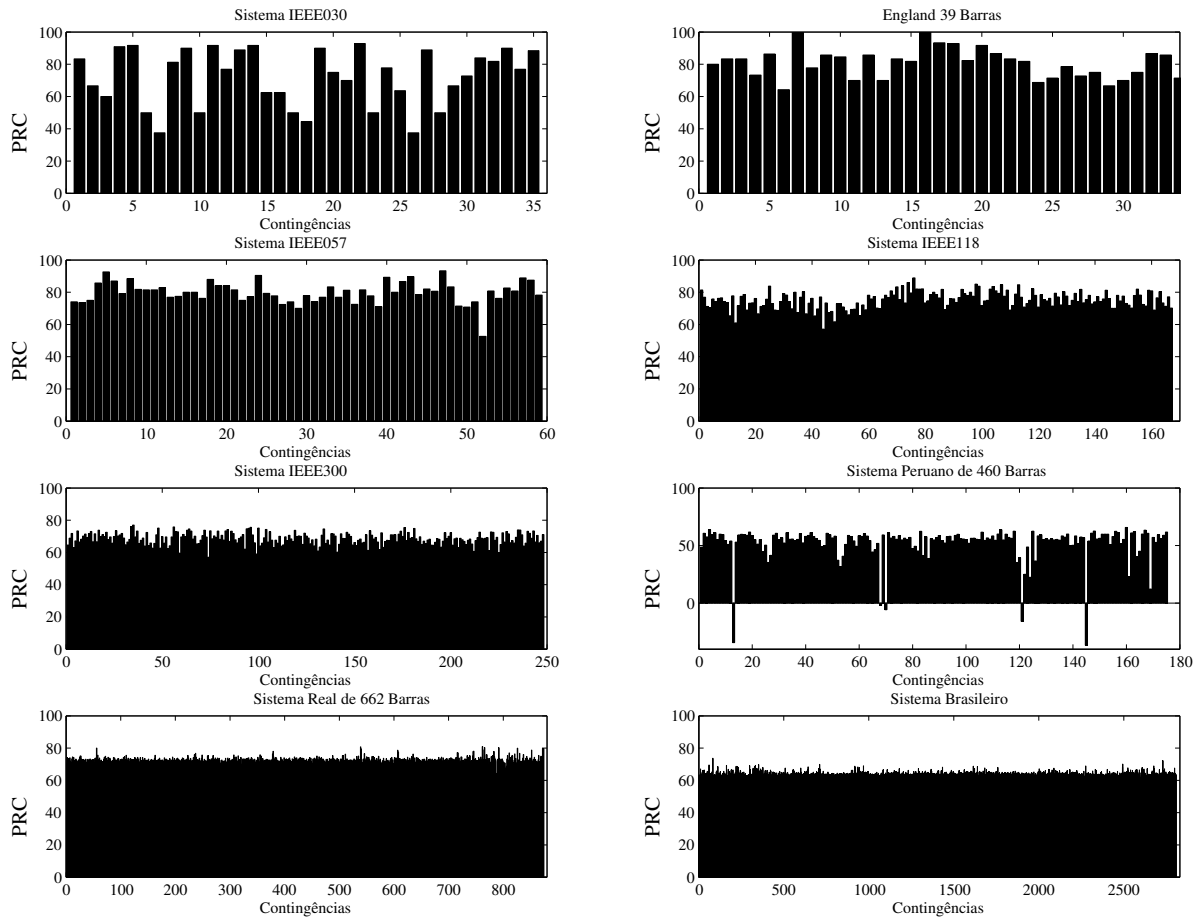 Sistema IEEE030
100
80
60
40
20
0
PRC
0 5 10 15 20 25 30 35
Contingências
England 39 Barras
100
80
60
40
20
0
PRC
0 5 10 15 20 25 30
Contingências
Sistema IEEE057
100
80
60
40
20
0
PRC
0 10 20 30 40 50 60
Contingências
Sistema IEEE118
100
80
60
40
20
0
PRC
0 20 40 60 80 100 120 140 160
Contingências
Sistema IEEE300
100
80
60
40
20
0
PRC
0 50 100 150 200 250
Contingências
Sistema Peruano de 460 Barras
100
50
0
PRC
0 20 40 60 80 100 120 140 160 180
Contingências
Sistema Real de 662 Barras
100
80
60
40
20
0
PRC
0 100 200 300 400 500 600 700 800
Contingências
Sistema Brasileiro
100
80
60
40
20
0
PRC
0 500 1000 1500 2000 2500
Contingências